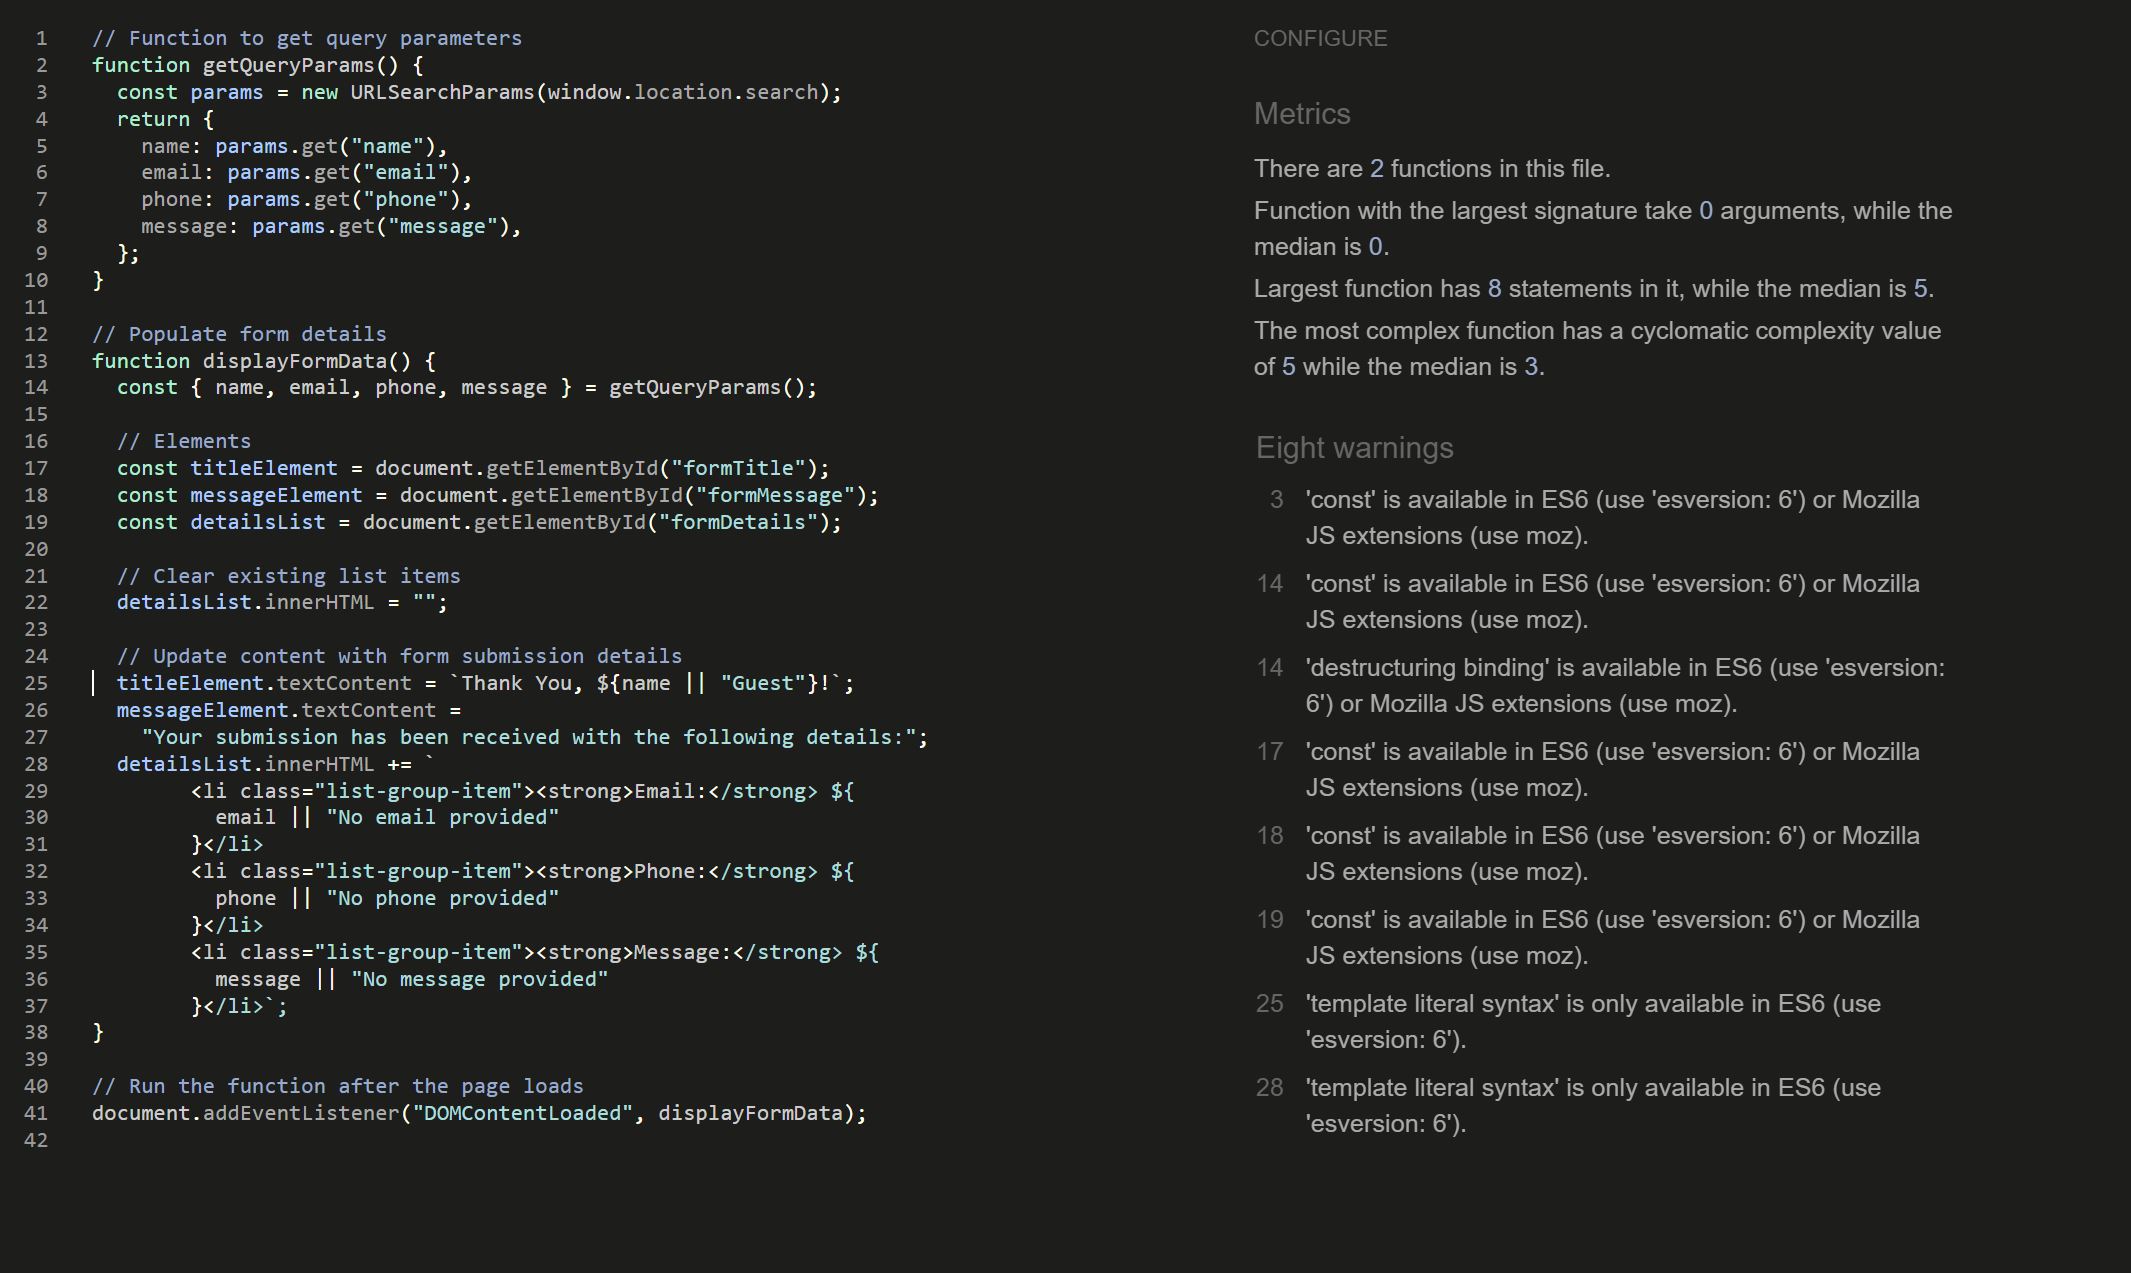 1 // Function to get query parameters
2 function getQueryParams() {
3 const params = new URLSearchParams(window.location.search);
4 return {
5 name: params.get("name"),
6 email: params.get("email"),
7 phone: params.get("phone"),
8 message: params.get("message"),
9 };
10 }
11
12 // Populate form details
13 function displayFormData() {
14 const { name, email, phone, message } = getQueryParams();
15
16 // Elements
17 const titleElement = document.getElementById("formTitle");
18 const messageElement = document.getElementById("formMessage");
19 const detailsList = document.getElementById("formDetails");
20
21 // Clear existing list items
22 detailsList.innerHTML = "";
23
24 // Update content with form submission details
25 titleElement.textContent = `Thank You, ${name || "Guest"}!`;
26 messageElement.textContent =
27 "Your submission has been received with the following details:";
28 detailsList.innerHTML += `
29 <li class="list-group-item"><strong>Email:</strong> ${
30 email || "No email provided"
31 }</li>
32 <li class="list-group-item"><strong>Phone:</strong> ${
33 phone || "No phone provided"
34 }</li>
35 <li class="list-group-item"><strong>Message:</strong> ${
36 message || "No message provided"
37 }</li>`;
38 }
39
40 // Run the function after the page loads
41 document.addEventListener("DOMContentLoaded", displayFormData);
42
CONFIGURE
Metrics
There are 2 functions in this file.
Function with the largest signature take 0 arguments, while the
median is 0.
Largest function has 8 statements in it, while the median is 5.
The most complex function has a cyclomatic complexity value
of 5 while the median is 3.
Eight warnings
3 'const' is available in ES6 (use 'esversion: 6') or Mozilla
JS extensions (use moz).
14 'const' is available in ES6 (use 'esversion: 6') or Mozilla
JS extensions (use moz).
14 'destructuring binding' is available in ES6 (use 'esversion:
6') or Mozilla JS extensions (use moz).
17 'const' is available in ES6 (use 'esversion: 6') or Mozilla
JS extensions (use moz).
18 'const' is available in ES6 (use 'esversion: 6') or Mozilla
JS extensions (use moz).
19 'const' is available in ES6 (use 'esversion: 6') or Mozilla
JS extensions (use moz).
25 'template literal syntax' is only available in ES6 (use
'esversion: 6').
28 'template literal syntax' is only available in ES6 (use
'esversion: 6').